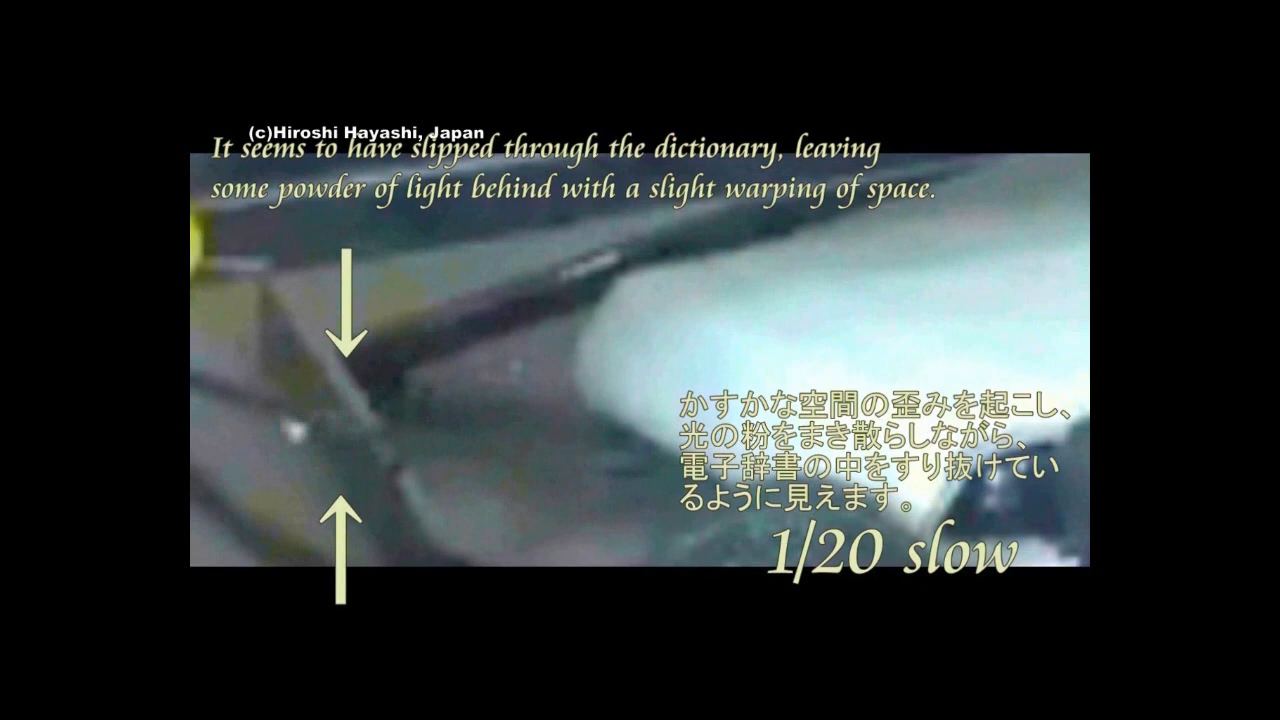 (c)Hiroshi Hayashi, Japan
It seems to have slipped through the dictionary, leaving
some powder of light behind with a slight warping of space.
かすかな空間の歪みを起こし、
光の粉をまき散らしながら、
電子辞書の中をすり抜けてい
るように見えます。
1/20 slow